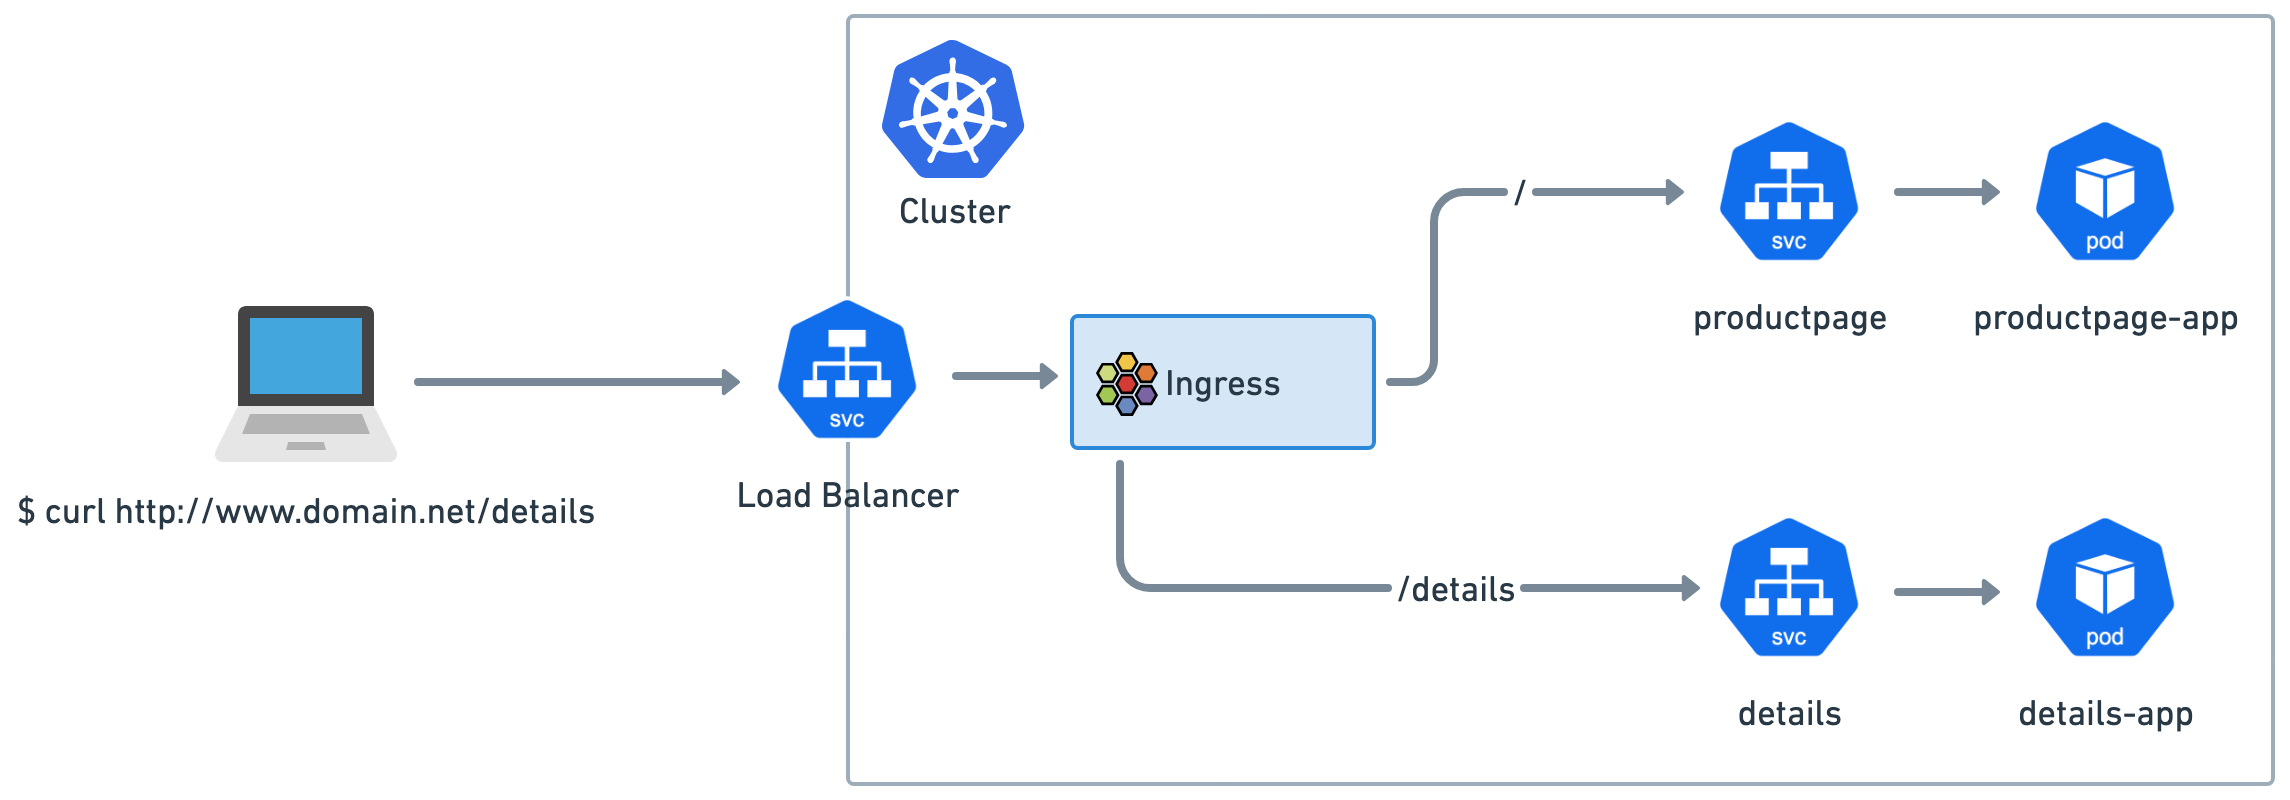 Cluster
$ curl http://www.domain.net/details
svc
Load Balancer
Ingress
/
svc
productpage
pod
productpage-app
/details
svc
details
pod
details-app